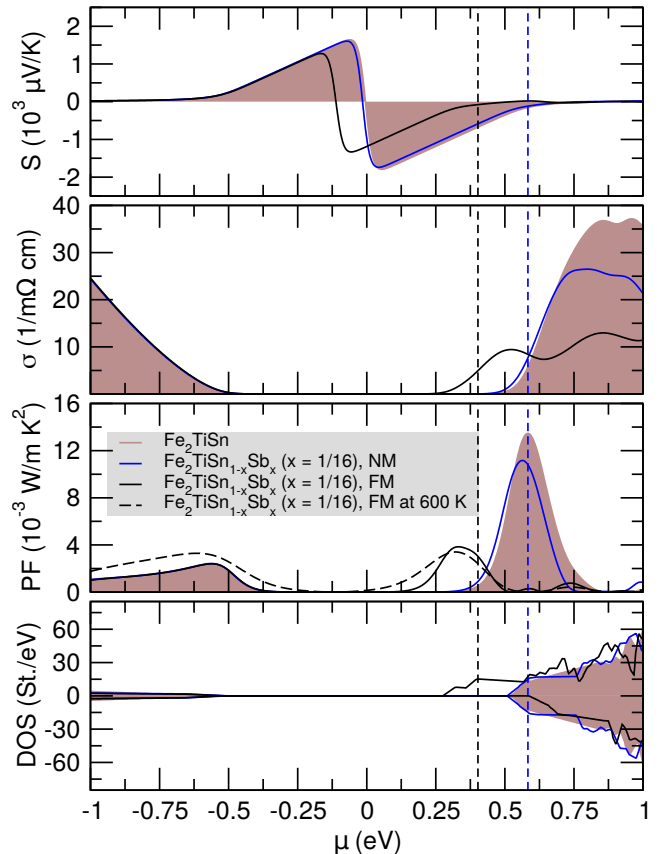 2
1
0
-1
-2
S (10³ μV/K)
40
30
20
10
σ (1/mΩ cm)
16
12
8
4
0
PF (10⁻³ W/m K²)
Fe₂TiSn
Fe₂TiSn₁₋ₓSbₓ (x = 1/16), NM
Fe₂TiSn₁₋ₓSbₓ (x = 1/16), FM
Fe₂TiSn₁₋ₓSbₓ (x = 1/16), FM at 600 K
60
30
0
-30
-60
DOS (St./eV)
-1 -0.75 -0.5 -0.25 0 0.25 0.5 0.75 1
μ (eV)